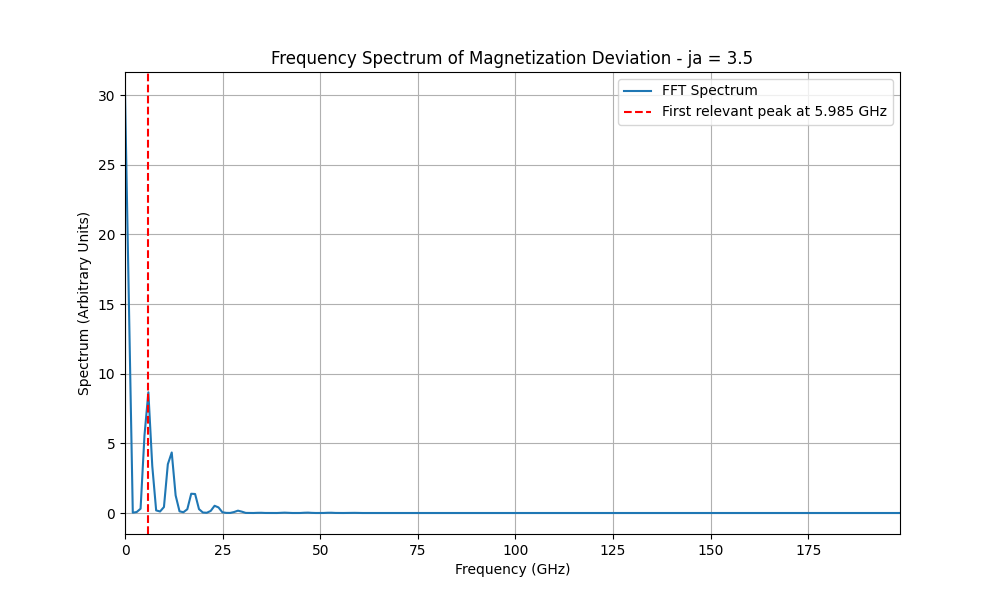 Frequency Spectrum of Magnetization Deviation - ja = 3.5
FFT Spectrum
First relevant peak at 5.985 GHz
Spectrum (Arbitrary Units)
30
25
20
15
10
5
0
0 25 50 75 100 125 150 175
Frequency (GHz)